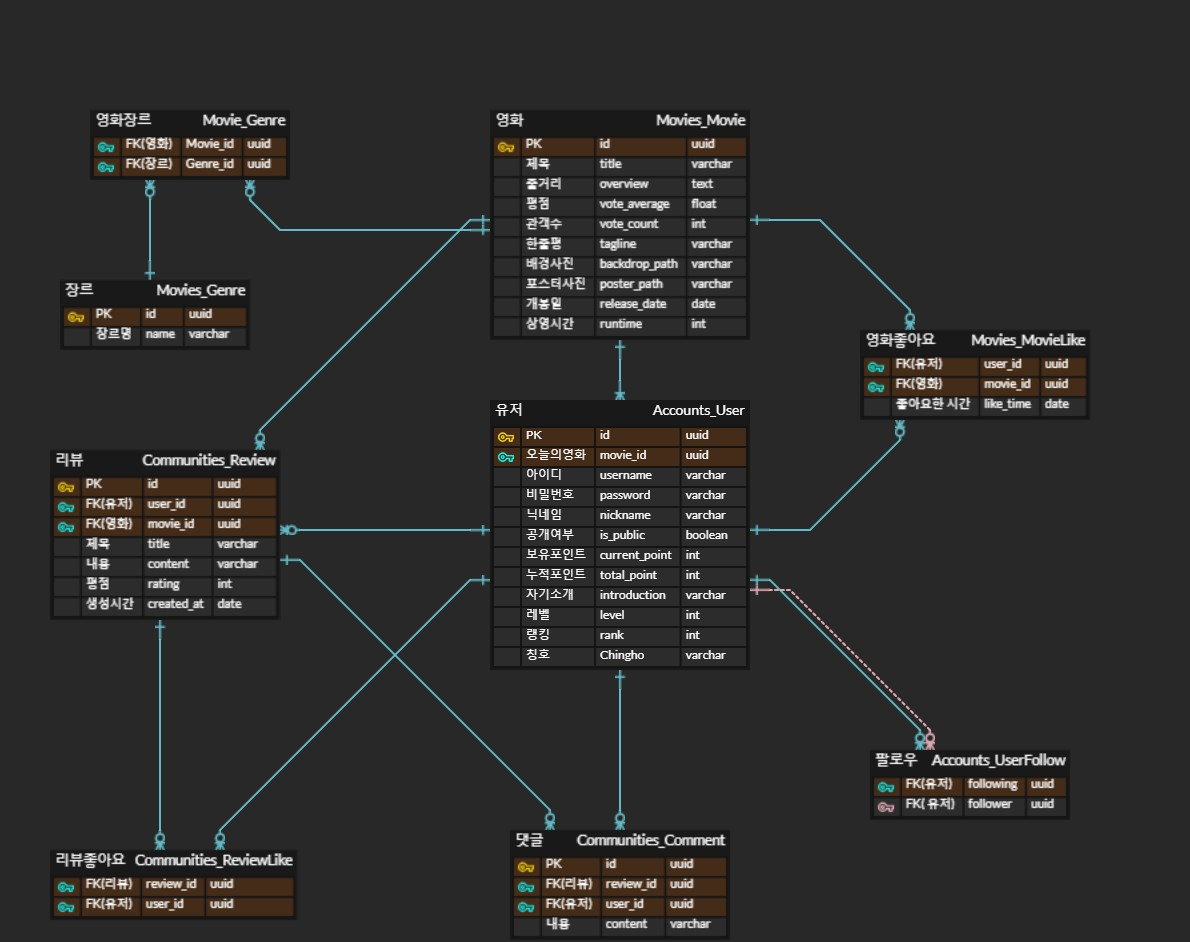 영화장르 Movie_Genre
FK(영화) Movie_id uuid
FK(장르) Genre_id uuid
영화 Movies_Movie
PK id uuid
제목 title varchar
줄거리 overview text
평점 vote_average float
관객수 vote_count int
한줄평 tagline varchar
배경사진 backdrop_path varchar
포스터사진 poster_path varchar
개봉일 release_date date
상영시간 runtime int
장르 Movies_Genre
PK id uuid
장르명 name varchar
영화좋아요 Movies_MovieLike
FK(유저) user_id uuid
FK(영화) movie_id uuid
좋아요한 시간 like_time date
유저 Accounts_User
PK id uuid
오늘의영화 movie_id uuid
아이디 username varchar
비밀번호 password varchar
닉네임 nickname varchar
공개여부 is_public boolean
보유포인트 current_point int
누적포인트 total_point int
자기소개 introduction varchar
레벨 level int
랭킹 rank int
칭호 Chingho varchar
리뷰 Communities_Review
PK id uuid
FK(유저) user_id uuid
FK(영화) movie_id uuid
제목 title varchar
내용 content varchar
평점 rating int
생성시간 created_at date
팔로우 Accounts_UserFollow
FK(유저) following uuid
FK( 유저) follower uuid
리뷰좋아요 Communities_ReviewLike
FK(리뷰) review_id uuid
FK(유저) user_id uuid
댓글 Communities_Comment
PK id uuid
FK(리뷰) review_id uuid
FK(유저) user_id uuid
내용 content varchar